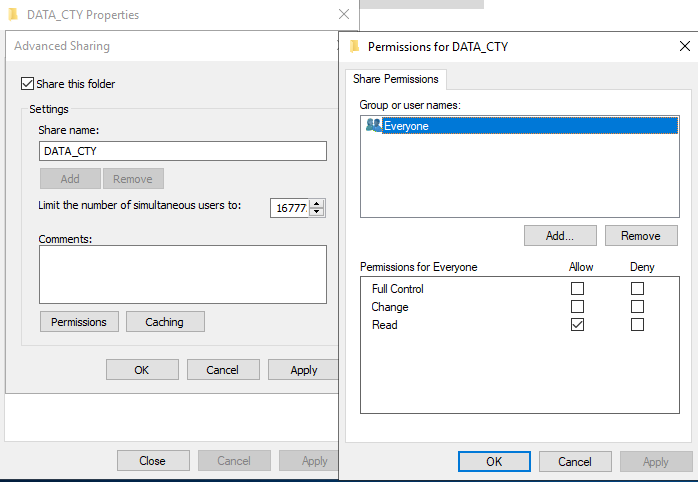 DATA_CTY Properties
Advanced Sharing
Share this folder
Settings
Share name:
DATA_CTY
Add Remove
Limit the number of simultaneous users to: 16777
Comments:
Permissions Caching
OK Cancel Apply
Close Cancel Apply
Permissions for DATA_CTY
Share Permissions
Group or user names:
Everyone
Add... Remove
Permissions for Everyone Allow Deny
Full Control
Change
Read
OK Cancel Apply